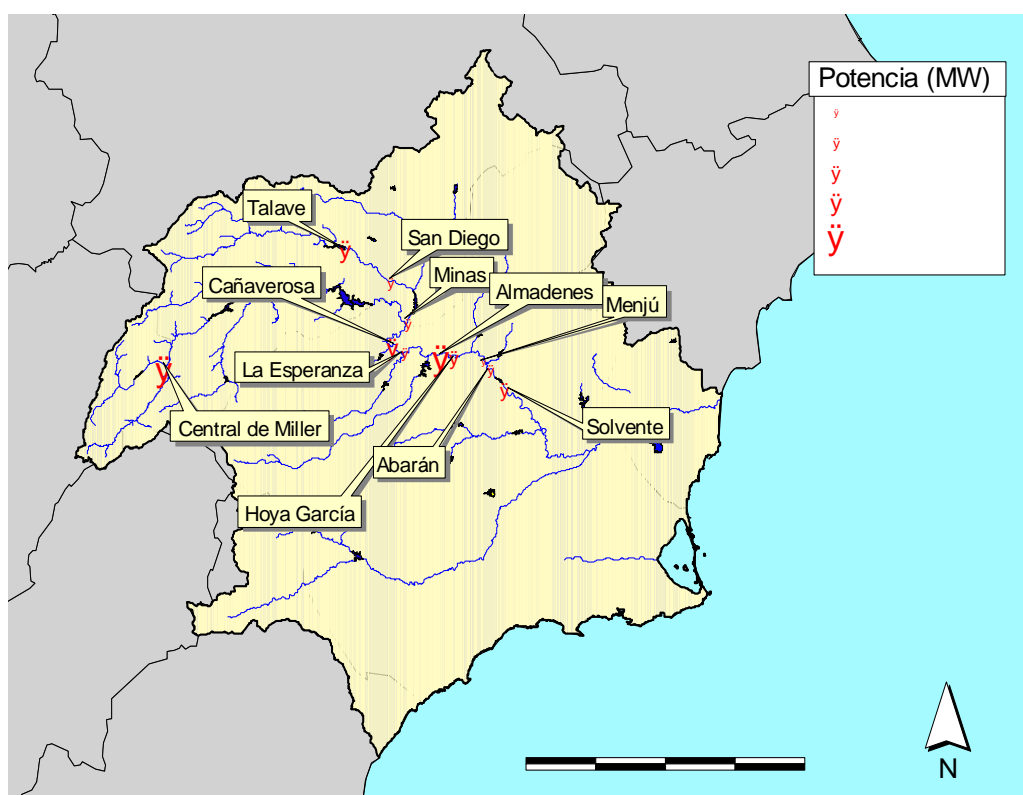 Potencia (MW)
ÿ
ÿ
ÿ
ÿ
ÿ
Talave
ÿ
San Diego
ÿ
Cañaverosa
Minas
ÿ
Almadenes
Menjú
ÿ
ÿ
La Esperanza
ÿ
ÿ
ÿ
ÿ
ÿ
ÿ
ÿ
Central de Miller
Solvente
Abarán
Hoya García
N